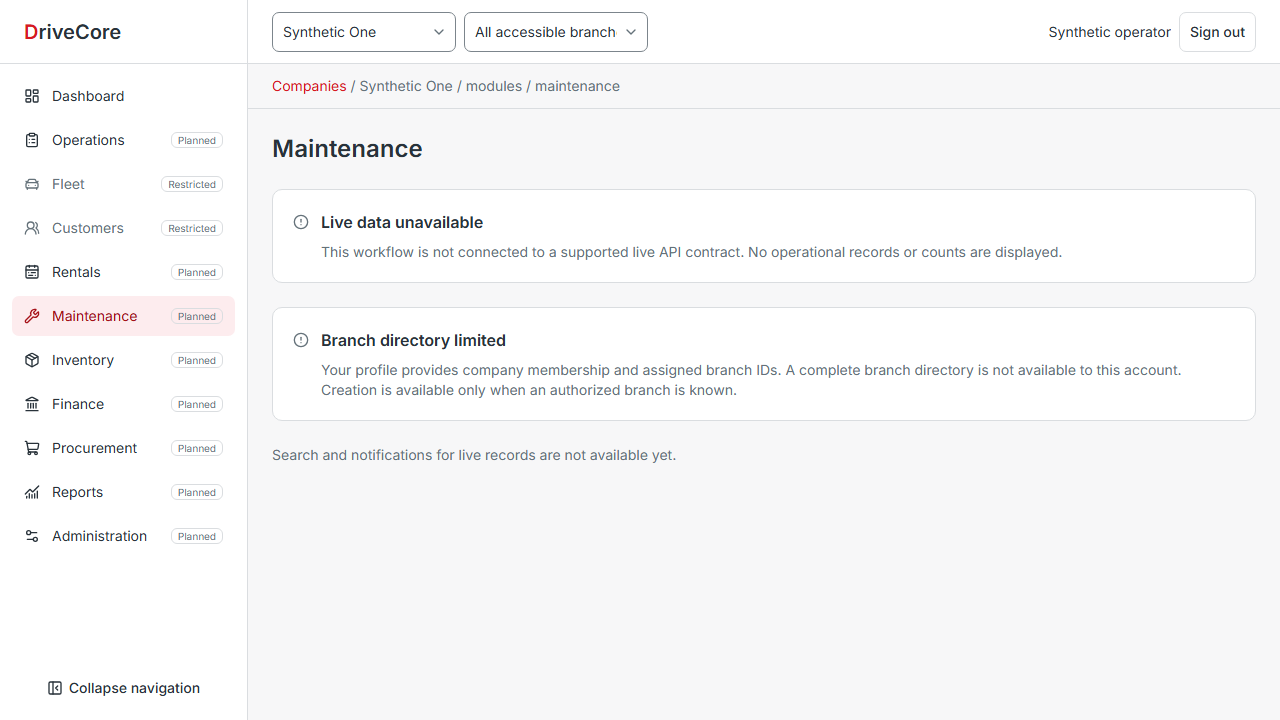 DriveCore
Synthetic One
All accessible branch
Synthetic operator
Sign out
Companies / Synthetic One / modules / maintenance
Dashboard
Operations Planned
Fleet Restricted
Customers Restricted
Rentals Planned
Maintenance Planned
Inventory Planned
Finance Planned
Procurement Planned
Reports Planned
Administration Planned
Collapse navigation
Maintenance
Live data unavailable
This workflow is not connected to a supported live API contract. No operational records or counts are displayed.
Branch directory limited
Your profile provides company membership and assigned branch IDs. A complete branch directory is not available to this account.
Creation is available only when an authorized branch is known.
Search and notifications for live records are not available yet.